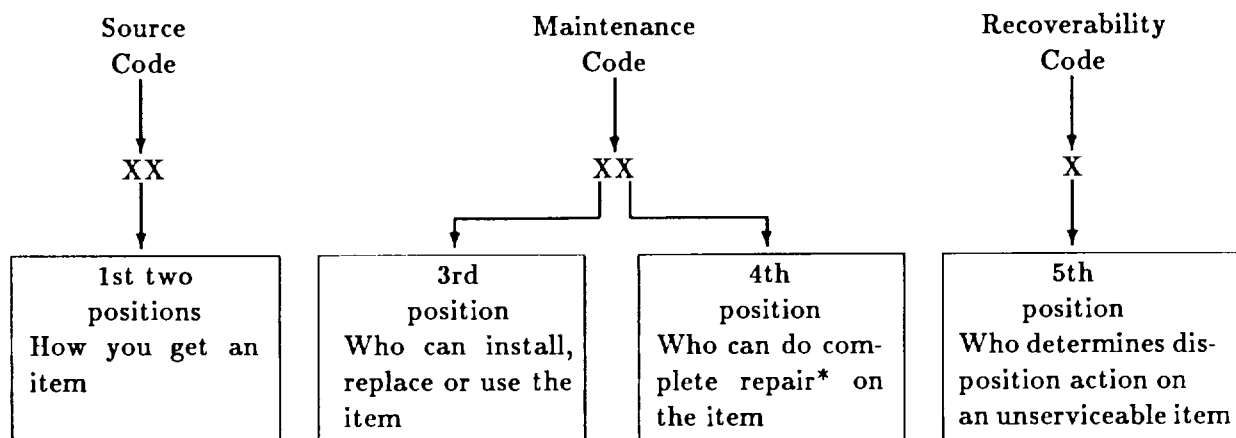 Source
Code
Maintenance
Code
Recoverability
Code
XX
XX
X
1st two
positions
How you get an
item
3rd
position
Who can install,
replace or use the
item
4th
position
Who can do com-
plete repair* on
the item
5th
position
Who determines dis-
position action on
an unserviceable item